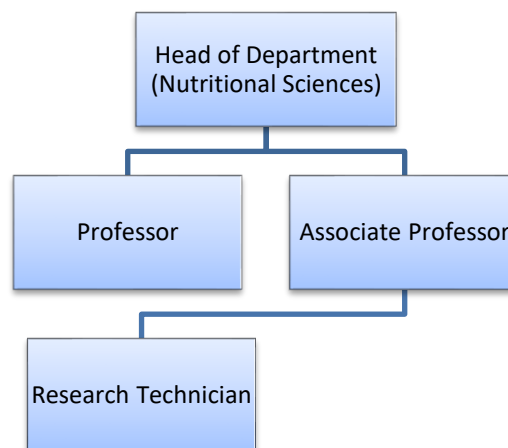 Head of Department
(Nutritional Sciences)
Professor
Associate Professor
Research Technician